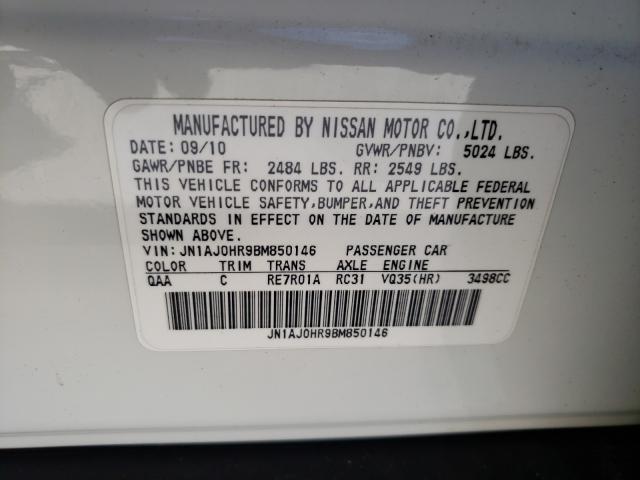 MANUFACTURED BY NISSAN MOTOR CO.,LTD.
DATE: 09/10 GVWR/PNBV: 5024 LBS.
GAWR/PNBE FR: 2484 LBS. RR: 2549 LBS.
THIS VEHICLE CONFORMS TO ALL APPLICABLE FEDERAL
MOTOR VEHICLE SAFETY,BUMPER,AND THEFT PREVENTION
STANDARDS IN EFFECT ON THE DATE OF MANUFACTURE
SHOWN ABOVE.
VIN: JN1AJ0HR9BM850146 PASSENGER CAR
COLOR TRIM TRANS AXLE ENGINE
QAA C RE7R01A RC31 VQ35(HR) 3498CC
JN1AJ0HR9BM850146